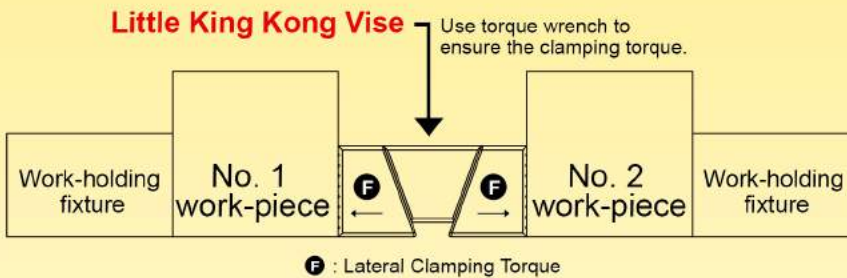 Little King Kong Vise
Use torque wrench to
ensure the clamping torque.
Work-holding
fixture
No. 1
work-piece
F
F
No. 2
work-piece
Work-holding
fixture
F : Lateral Clamping Torque